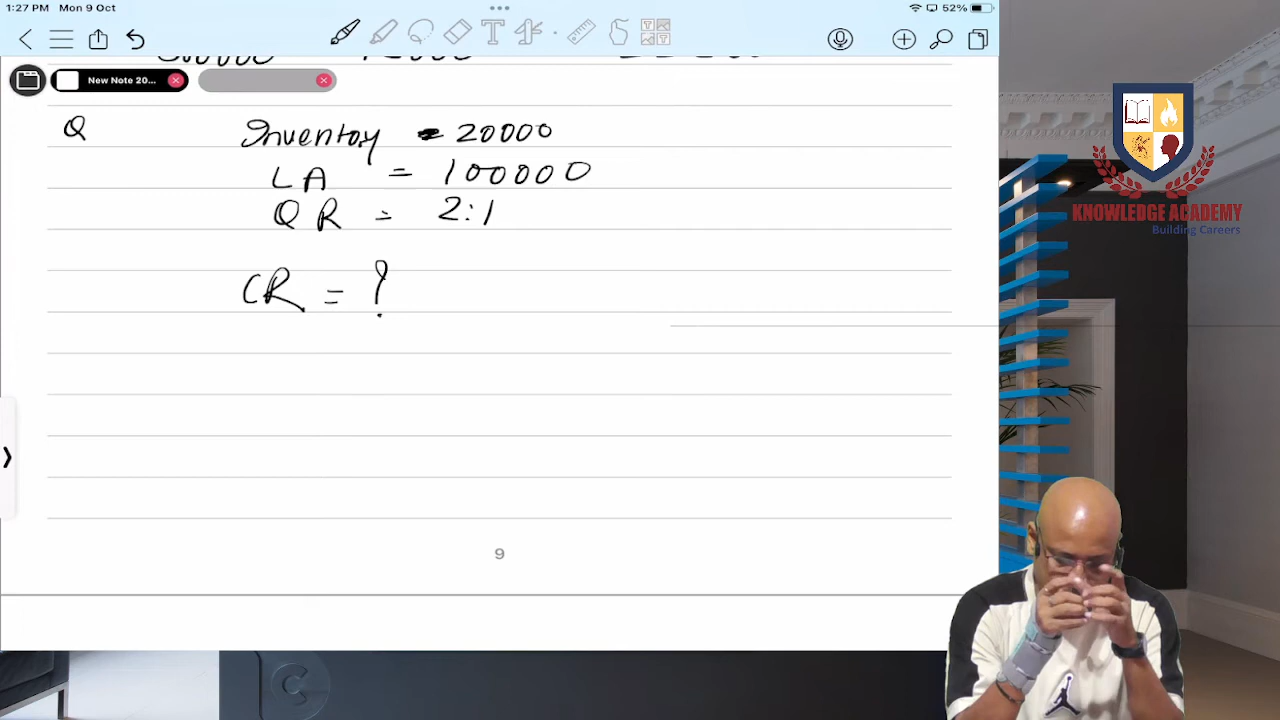 1:27 PM Mon 9 Oct
52%
New Note 20...
Q Inventory = 20000
LA = 100000
QR = 2:1
CR = ?
9
KNOWLEDGE ACADEMY
Building Careers